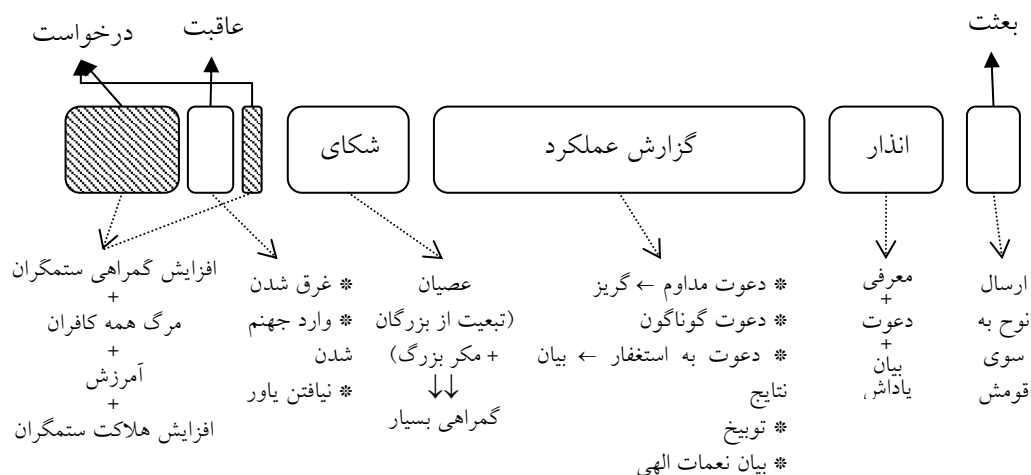 بعثت
عاقبت
درخواست
انذار
گزارش عملکرد
شکای
ارسال
نوح به
سوی
قومش
معرفی
+
دعوت
+
بیان
پاداش
* دعوت مداوم ← گریز
* دعوت گوناگون
* دعوت به استغفار ← بیان
نتایج
* توبیخ
* بیان نعمات الهی
عصیان
(تبعیت از بزرگان
+ مکر بزرگ)
↓↓
گمراهی بسیار
* غرق شدن
* وارد جهنم
شدن
* نیافتن یاور
افزایش گمراهی ستمگران
+
مرگ همه کافران
+
آمرزش
+
افزایش هلاکت ستمگران